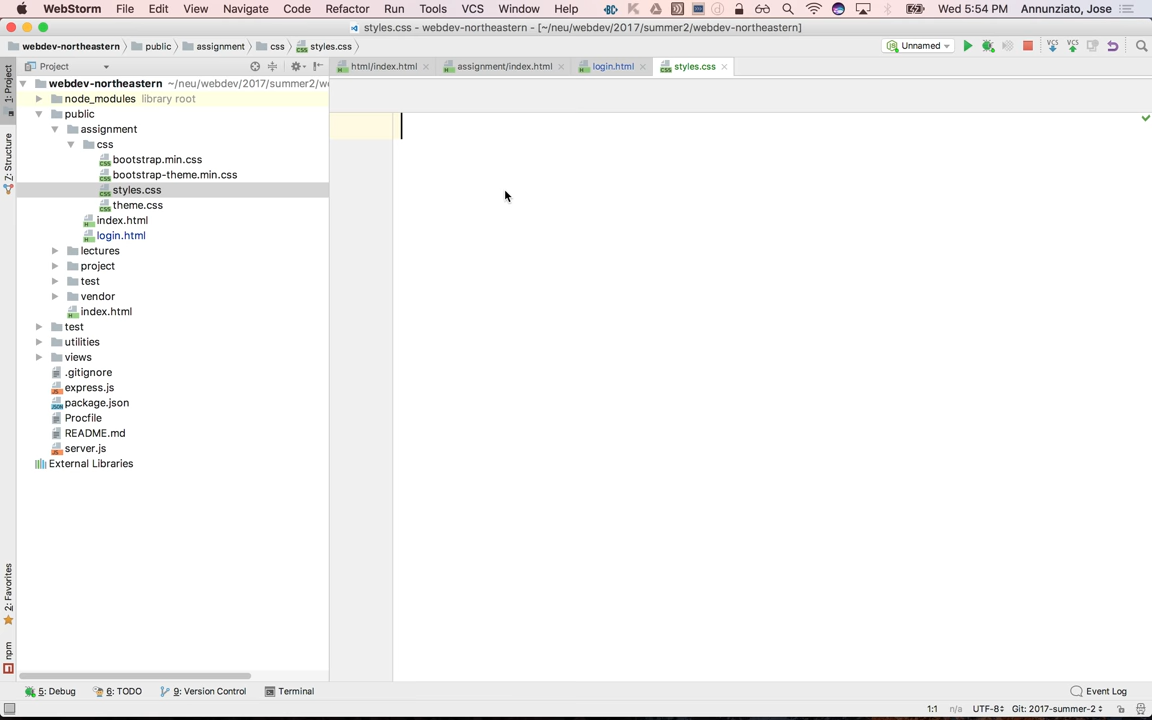 WebStorm File Edit View Navigate Code Refactor Run Tools VCS Window Help Wed 5:54 PM Annunziato, Jose
styles.css - webdev-northeastern - [~/neu/webdev/2017/summer2/webdev-northeastern]
webdev-northeastern public assignment css styles.css Unnamed
Project html/index.html assignment/index.html login.html styles.css
1: Project
7: Structure
2: Favorites
npm
webdev-northeastern ~/neu/webdev/2017/summer2/we
node_modules library root
public
assignment
css
bootstrap.min.css
bootstrap-theme.min.css
styles.css
theme.css
index.html
login.html
lectures
project
test
vendor
index.html
test
utilities
views
.gitignore
express.js
package.json
Procfile
README.md
server.js
External Libraries
5: Debug 6: TODO 9: Version Control Terminal Event Log
1:1 n/a UTF-8 Git: 2017-summer-2